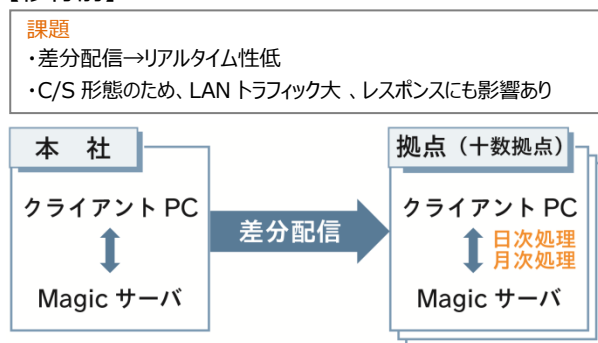 課題
・差分配信→リアルタイム性低
・C/S 形態のため、LAN トラフィック大 、レスポンスにも影響あり
本 社
拠点（十数拠点）
クライアント PC
Magic サーバ
差分配信
クライアント PC
日次処理
月次処理
Magic サーバ